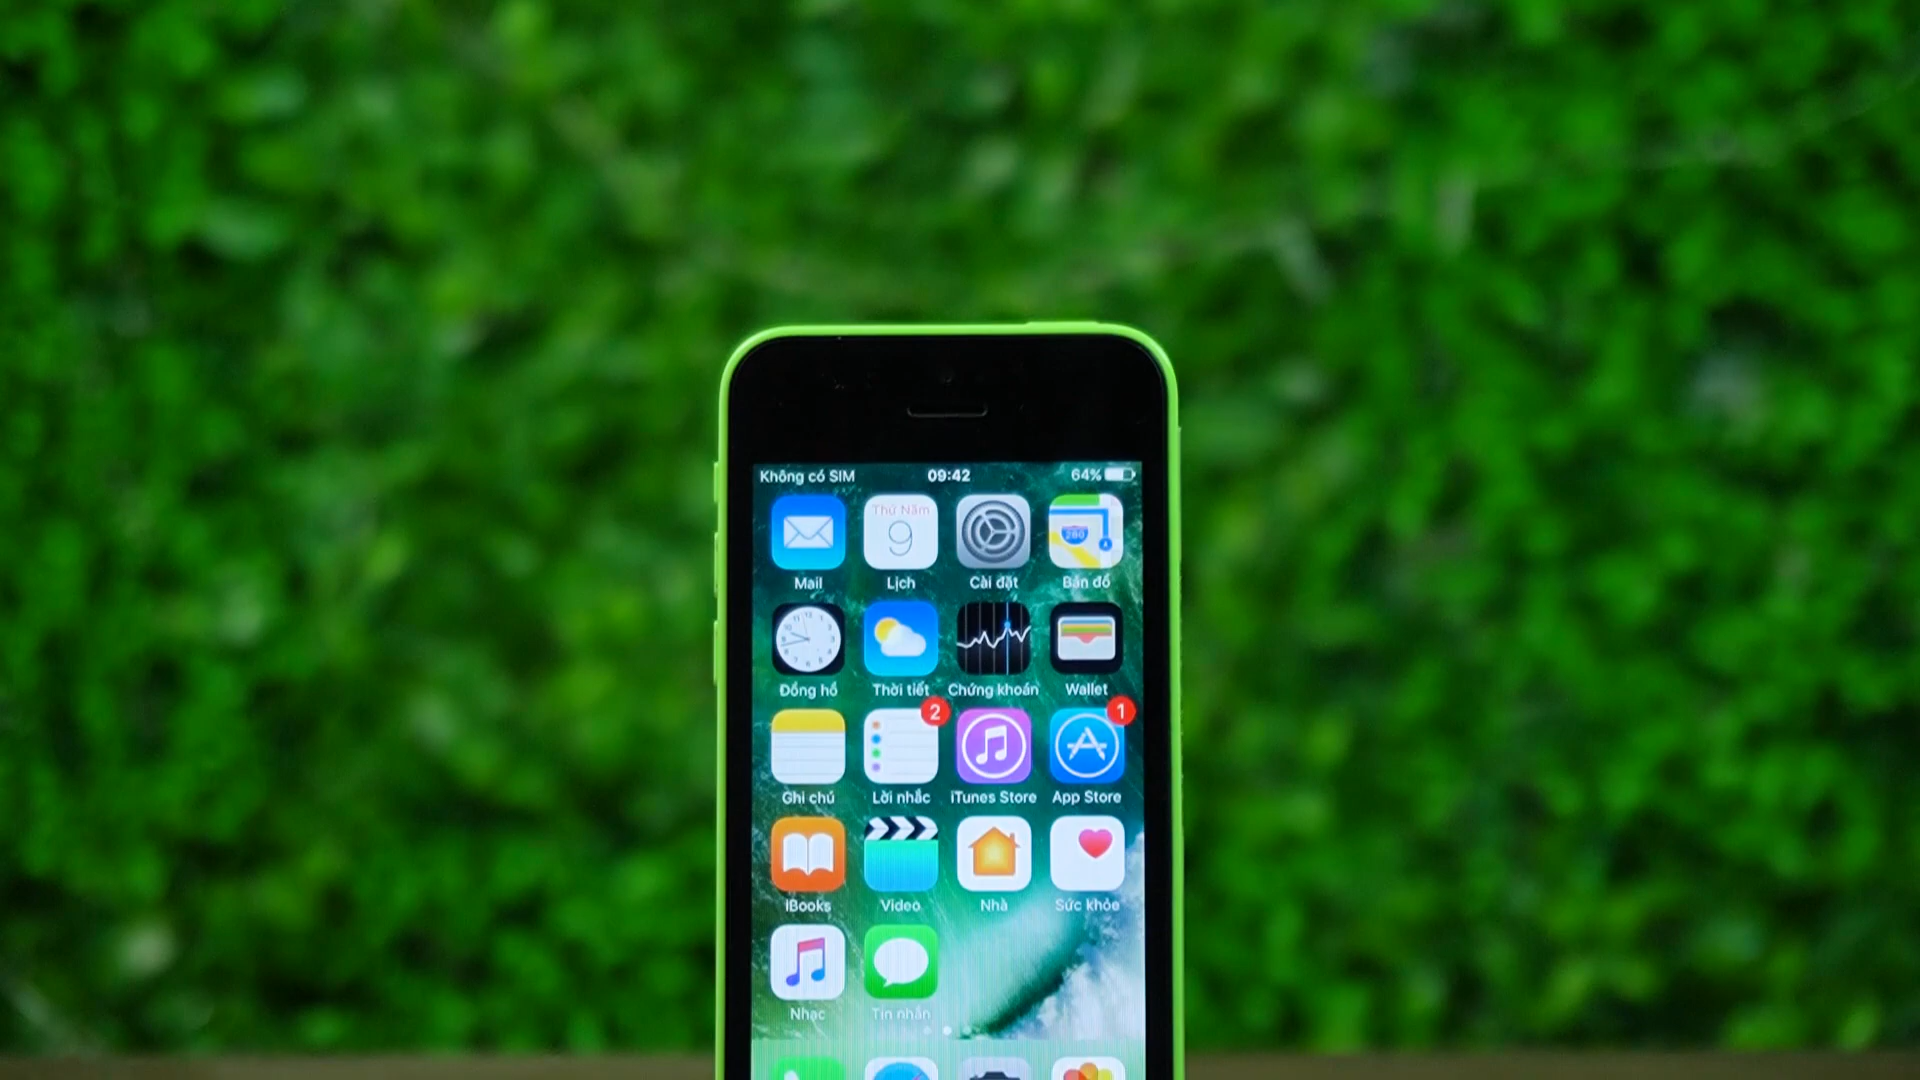 Không có SIM 09:42 64%
Thứ Năm
9
280
Mail Lịch Cài đặt Bản đồ
Đồng hồ Thời tiết Chứng khoán Wallet
2 1
Ghi chú Lời nhắc iTunes Store App Store
iBooks Video Nhà Sức khỏe
Nhạc Tin nhắn